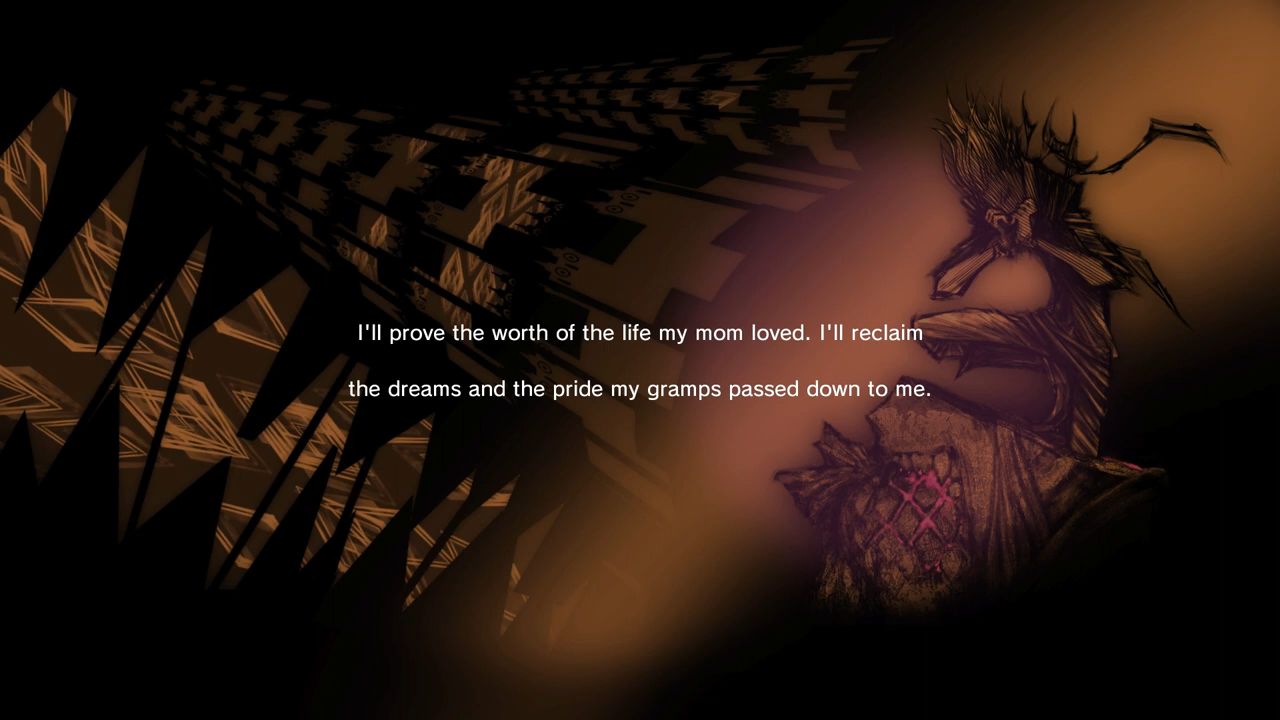 I'll prove the worth of the life my mom loved. I'll reclaim
the dreams and the pride my gramps passed down to me.